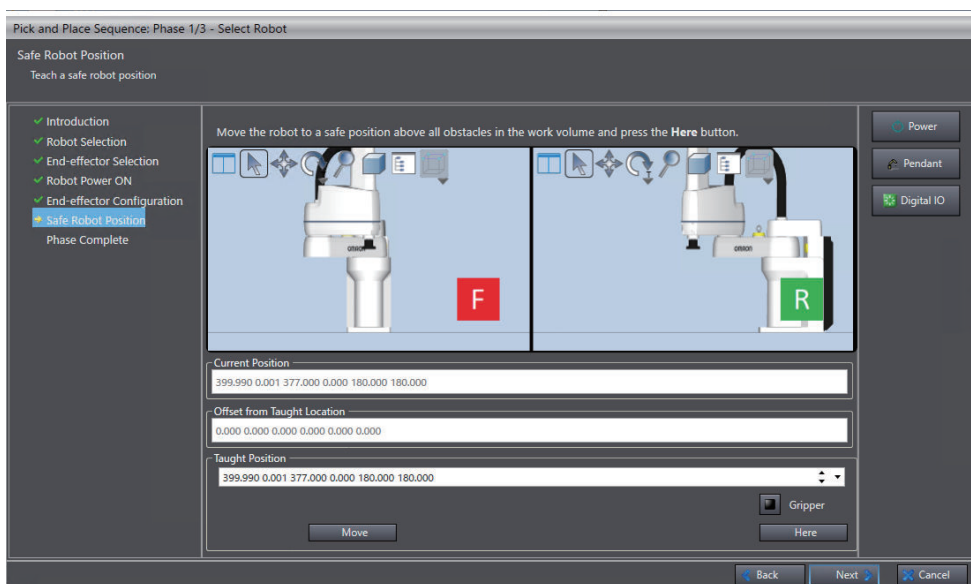 Pick and Place Sequence: Phase 1/3 - Select Robot
Safe Robot Position
Teach a safe robot position
Introduction
Robot Selection
End-effector Selection
Robot Power ON
End-effector Configuration
Safe Robot Position
Phase Complete
Move the robot to a safe position above all obstacles in the work volume and press the Here button.
OMRON
F
OMRON
R
Current Position
399.990 0.001 377.000 0.000 180.000 180.000
Offset from Taught Location
0.000 0.000 0.000 0.000 0.000 0.000
Taught Position
399.990 0.001 377.000 0.000 180.000 180.000
Gripper
Move
Here
Power
Pendant
Digital IO
Back
Next
Cancel